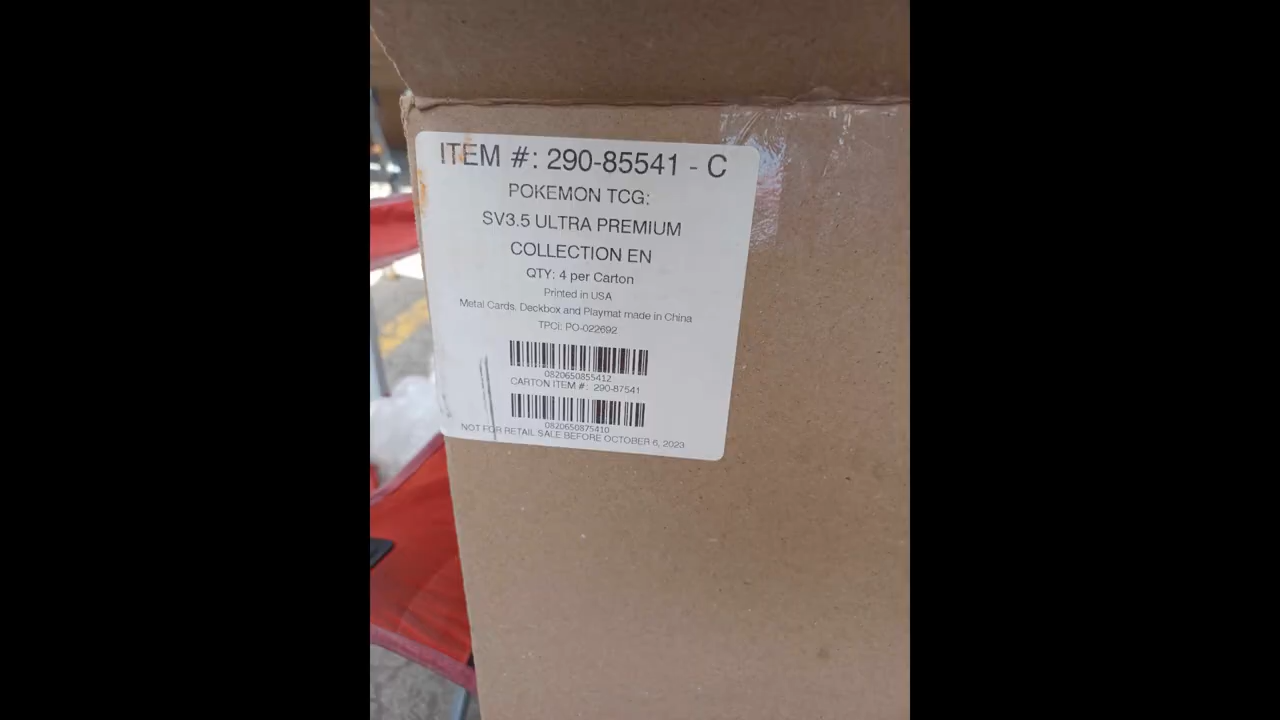 ITEM #: 290-85541 - C
POKEMON TCG:
SV3.5 ULTRA PREMIUM
COLLECTION EN
QTY: 4 per Carton
Printed in USA
Metal Cards, Deckbox and Playmat made in China
TPCi: PO-022692
0820650855412
CARTON ITEM #: 290-87541
0820650875410
NOT FOR RETAIL SALE BEFORE OCTOBER 6, 2023